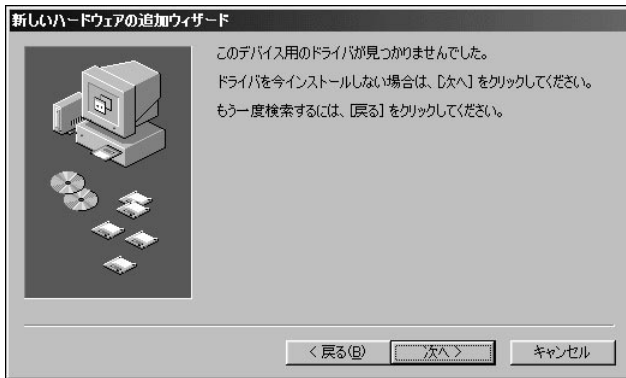 新しいハードウェアの追加ウィザード
このデバイス用のドライバが見つかりませんでした。
ドライバを今インストールしない場合は、[次へ] をクリックしてください。
もう一度検索するには、[戻る] をクリックしてください。
< 戻る(B)
次へ >
キャンセル